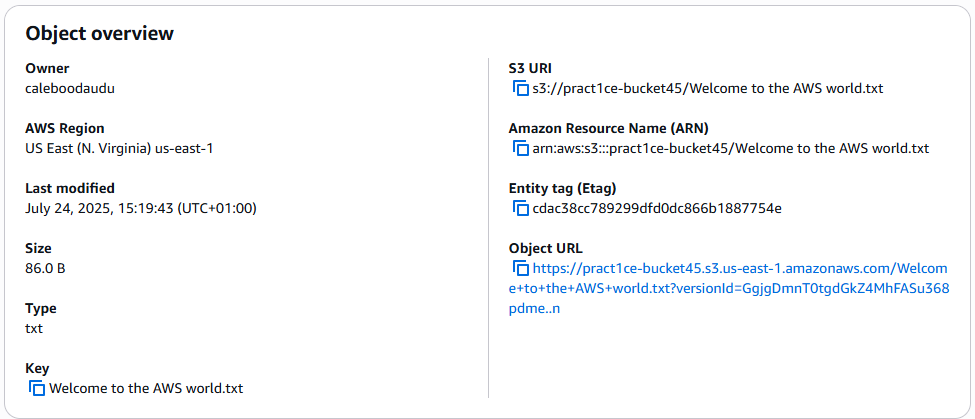 Object overview
Owner
caleboodaudu
AWS Region
US East (N. Virginia) us-east-1
Last modified
July 24, 2025, 15:19:43 (UTC+01:00)
Size
86.0 B
Type
txt
Key
Welcome to the AWS world.txt
S3 URI
s3://pract1ce-bucket45/Welcome to the AWS world.txt
Amazon Resource Name (ARN)
arn:aws:s3:::pract1ce-bucket45/Welcome to the AWS world.txt
Entity tag (Etag)
cdac38cc789299dfd0dc866b1887754e
Object URL
https://pract1ce-bucket45.s3.us-east-1.amazonaws.com/Welcom
e+to+the+AWS+world.txt?versionId=GgjgDmnT0tgdGkZ4MhFASu368
pdme..n